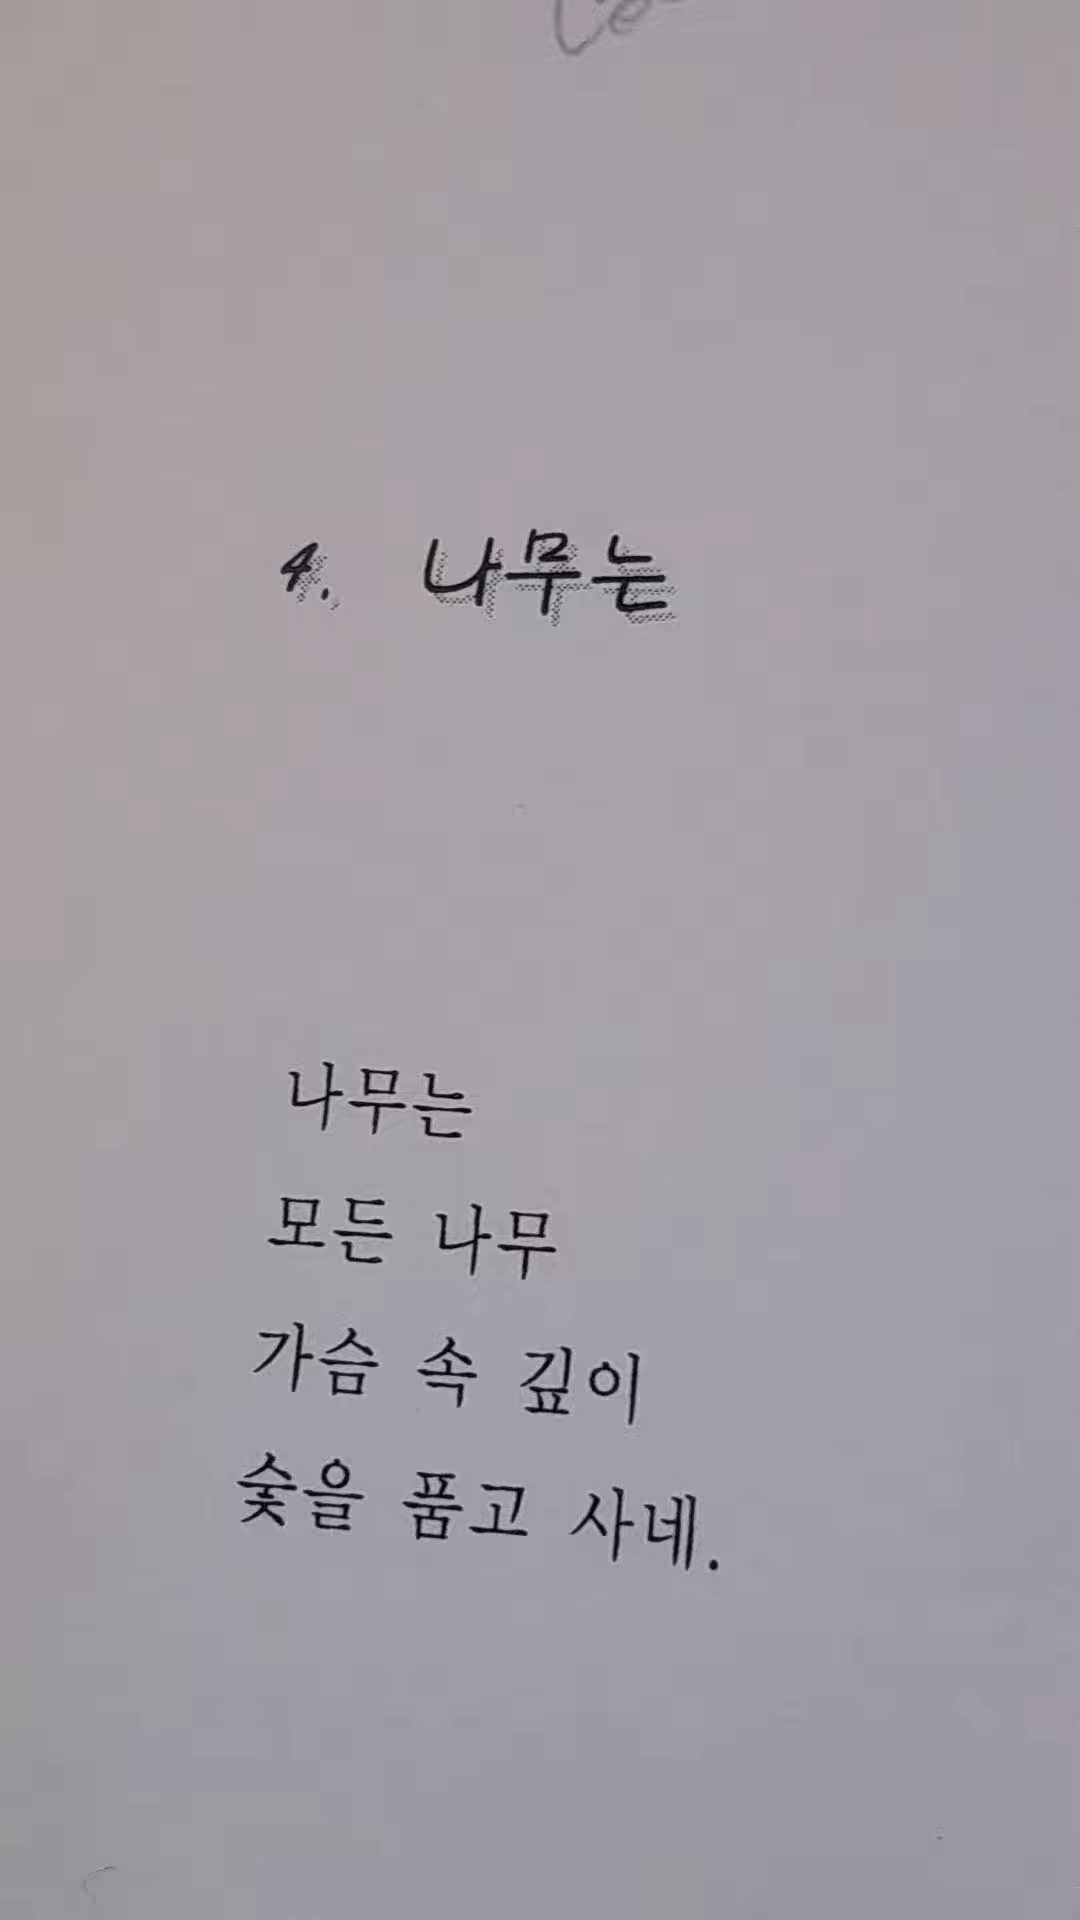 4. 나무는
나무는
모든 나무
가슴 속 깊이
숯을 품고 사네.